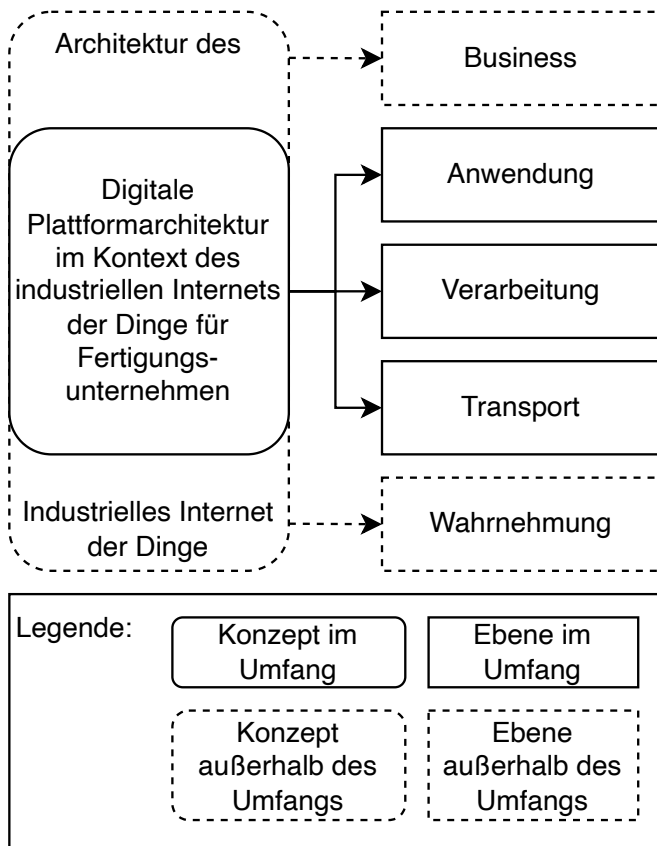 Architektur des
Business
Digitale
Plattformarchitektur
im Kontext des
industriellen Internets
der Dinge für
Fertigungs-
unternehmen
Anwendung
Verarbeitung
Transport
Industrielles Internet
der Dinge
Wahrnehmung
Legende:
Konzept im
Umfang
Ebene im
Umfang
Konzept
außerhalb des
Umfangs
Ebene
außerhalb des
Umfangs